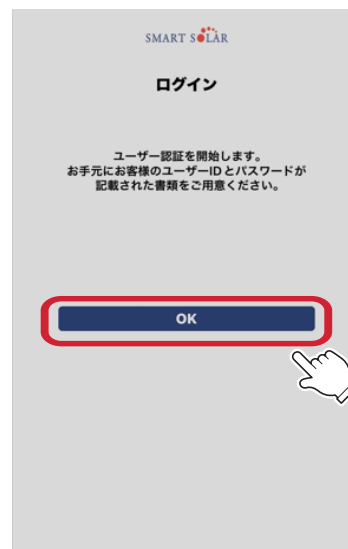 SMART SOLAR
ログイン
ユーザー認証を開始します。
お手元にお客様のユーザーIDとパスワードが
記載された書類をご用意ください。
OK